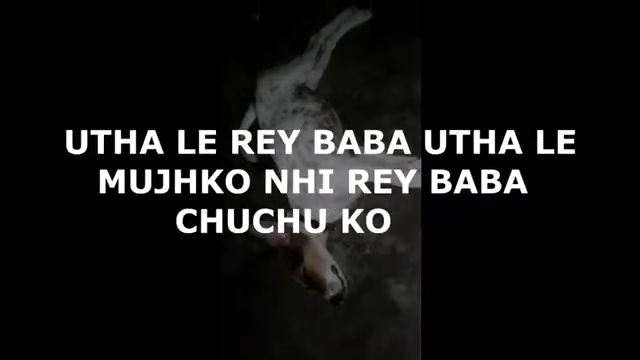 UTHA LE REY BABA UTHA LE
MUJHKO NHI REY BABA
CHUCHU KO